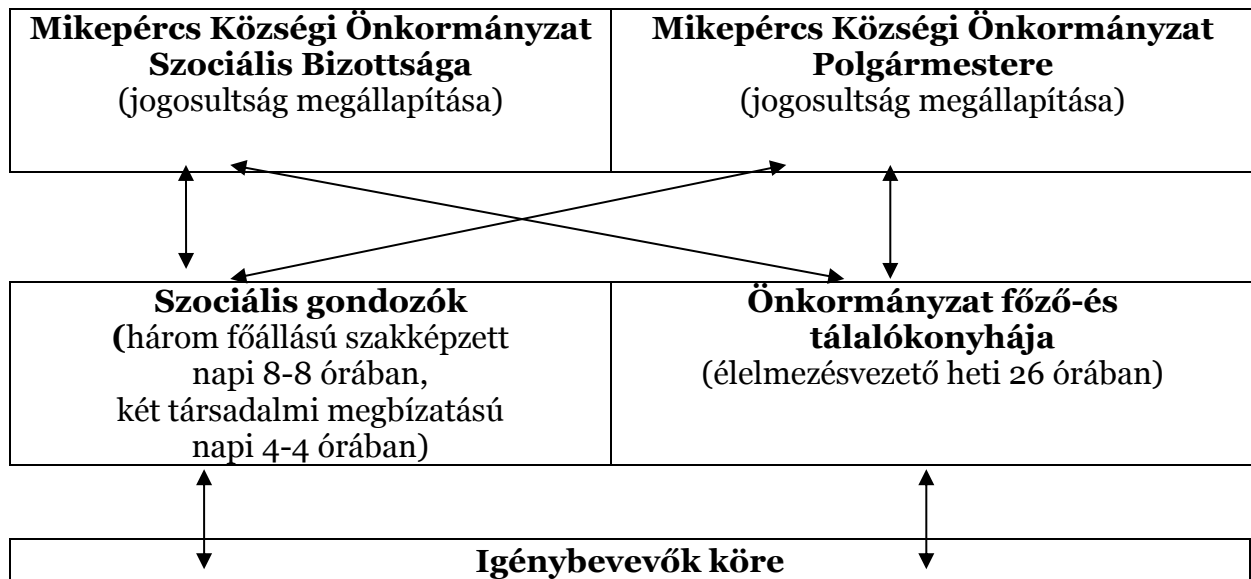 Mikepércs Községi Önkormányzat
Szociális Bizottsága
(jogosultság megállapítása)
Mikepércs Községi Önkormányzat
Polgármestere
(jogosultság megállapítása)
Szociális gondozók
(három főállású szakképzett
napi 8-8 órában,
két társadalmi megbízatású
napi 4-4 órában)
Önkormányzat főző-és
tálalókonyhája
(élelmezésvezető heti 26 órában)
Igénybevevők köre